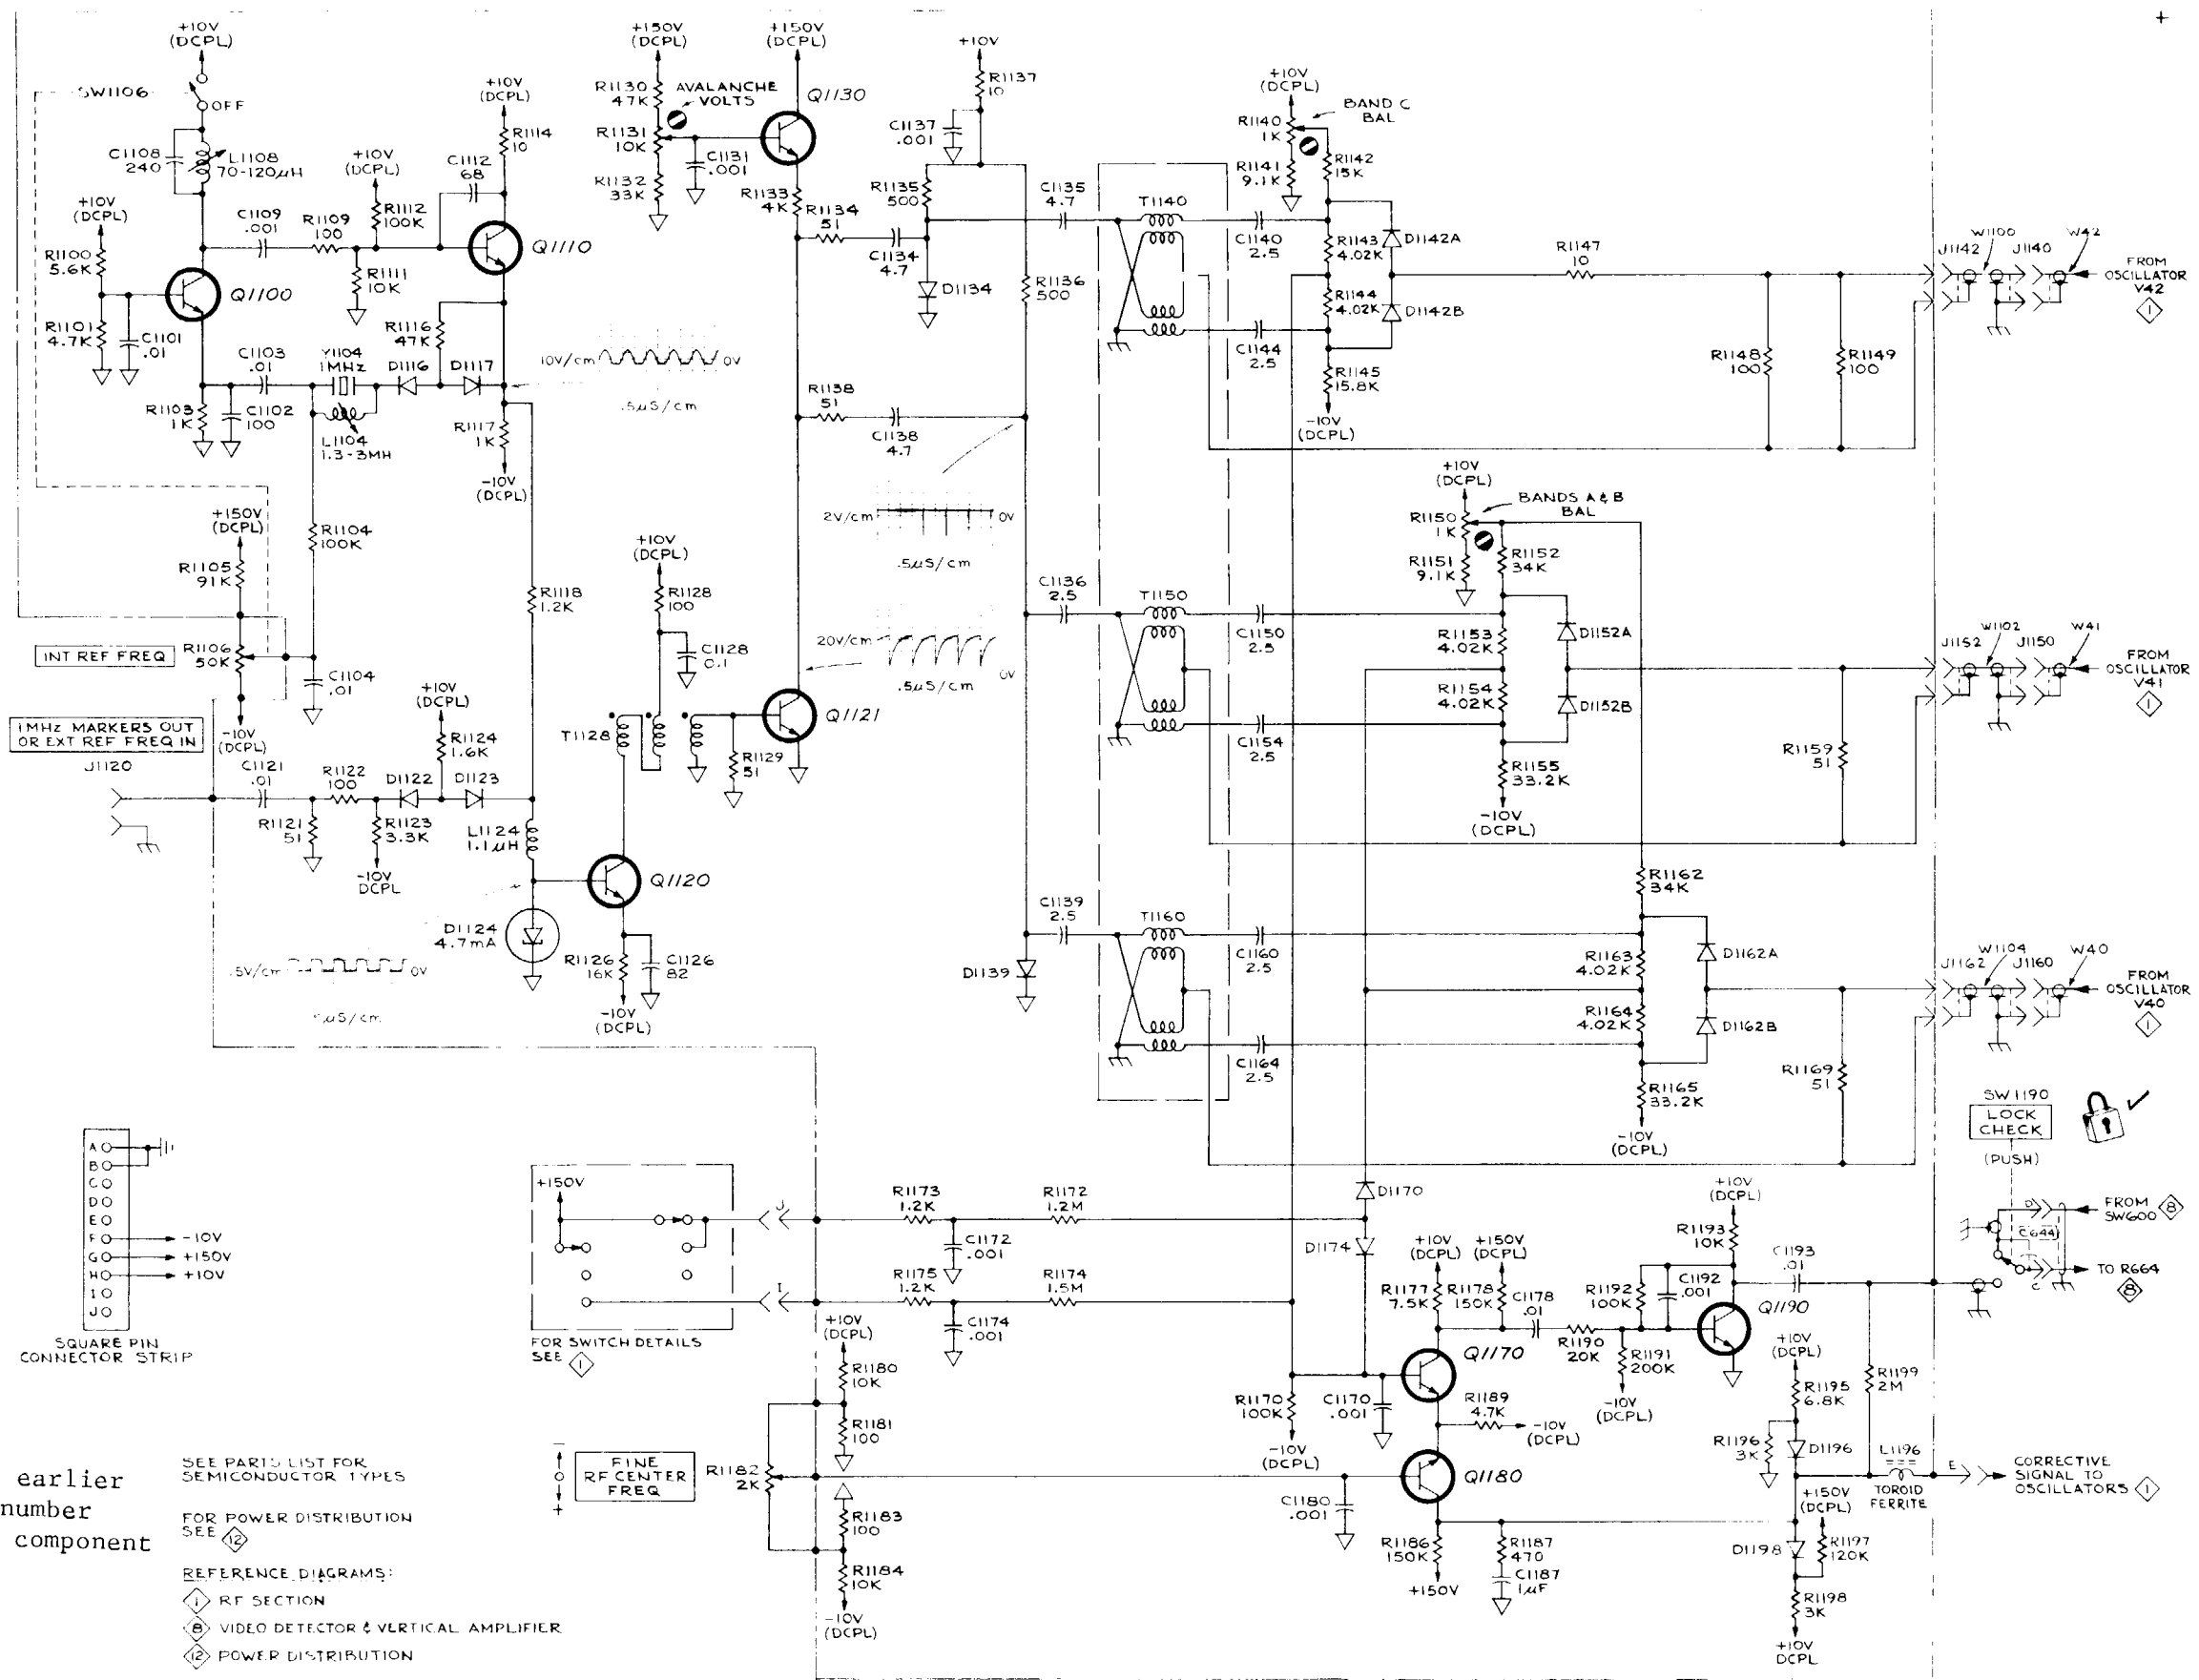 +10V
(DCPL)
SW1106
OFF
C1108
240
L1108
70-120µH
+10V
(DCPL)
R1100
5.6K
R1101
4.7K
C1101
.01
Q1100
C1109
.001
R1109
100
+10V
(DCPL)
R1112
100K
R1111
10K
C1112
68
+10V
(DCPL)
R1114
10
Q1110
R1116
47K
C1103
.01
Y1104
1MHZ
D1116
D1117
R1103
1K
C1102
100
L1104
1.3-3MH
R1117
1K
-10V
(DCPL)
10V/cm
0V
.5µS/cm
+150V
(DCPL)
R1105
91K
R1104
100K
INT REF FREQ
R1106
50K
C1104
.01
-10V
(DCPL)
1MHZ MARKERS OUT
OR EXT REF FREQ IN
J1120
C1121
.01
R1122
100
D1122
D1123
+10V
(DCPL)
R1124
1.6K
R1121
51
R1123
3.3K
-10V
DCPL
L1124
1.1µH
R1118
1.2K
D1124
4.7mA
Q1120
R1126
16K
C1126
82
-10V
(DCPL)
.5V/cm
0V
µS/cm
+10V
(DCPL)
R1128
100
C1128
0.1
T1128
R1129
51
Q1121
+150V
(DCPL)
R1130
47K
AVALANCHE
VOLTS
R1131
10K
R1132
33K
C1131
.001
+150V
(DCPL)
Q1130
R1133
4K
R1134
51
C1134
4.7
+10V
R1137
10
C1137
.001
R1135
500
D1134
R1136
500
R1138
51
C1138
4.7
2V/cm
0V
.5µS/cm
20V/cm
0V
.5µS/cm
C1135
4.7
T1140
C1140
2.5
C1144
2.5
+10V
(DCPL)
BAND C
BAL
R1140
1K
R1141
9.1K
R1142
15K
R1143
4.02K
R1144
4.02K
R1145
15.8K
-10V
(DCPL)
D1142A
D1142B
R1147
10
R1148
100
R1149
100
J1142
W1100
J1140
W42
FROM
OSCILLATOR
V42
1
+10V
(DCPL)
BANDS A & B
BAL
R1150
1K
R1151
9.1K
R1152
34K
C1136
2.5
T1150
C1150
2.5
C1154
2.5
R1153
4.02K
R1154
4.02K
R1155
33.2K
-10V
(DCPL)
D1152A
D1152B
R1159
51
J1152
W1102
J1150
W41
FROM
OSCILLATOR
V41
1
C1139
2.5
D1139
T1160
C1160
2.5
C1164
2.5
R1162
34K
R1163
4.02K
R1164
4.02K
R1165
33.2K
-10V
(DCPL)
D1162A
D1162B
R1169
51
J1162
W1104
J1160
W40
FROM
OSCILLATOR
V40
1
SW1190
LOCK
CHECK
(PUSH)
D
FROM
SW600
8
C644
C
TO R664
8
A
B
C
D
E
F
G
H
I
J
-10V
+150V
+10V
SQUARE PIN
CONNECTOR STRIP
+150V
FOR SWITCH DETAILS
SEE 1
J
I
R1173
1.2K
C1172
.001
R1172
1.2M
R1175
1.2K
C1174
.001
R1174
1.5M
D1170
D1174
+10V
(DCPL)
R1177
7.5K
+150V
(DCPL)
R1178
150K
C1178
.01
R1190
20K
R1191
200K
-10V
(DCPL)
R1192
100K
C1192
.001
+10V
(DCPL)
R1193
10K
C1193
.01
Q1190
Q1170
R1170
100K
-10V
(DCPL)
C1170
.001
R1189
4.7K
-10V
(DCPL)
Q1180
C1180
.001
R1186
150K
+150V
R1187
470
C1187
1µF
+10V
(DCPL)
R1180
10K
R1181
100
R1182
2K
R1183
100
R1184
10K
-10V
(DCPL)
-
O
+
FINE
RF CENTER
FREQ
+10V
(DCPL)
R1195
6.8K
R1196
3K
D1196
R1199
2M
L1196
TOROID
FERRITE
E
CORRECTIVE
SIGNAL TO
OSCILLATORS 1
+150V
(DCPL)
R1197
120K
D1198
R1198
3K
+10V
DCPL
earlier
number
component
SEE PARTS LIST FOR
SEMICONDUCTOR TYPES
FOR POWER DISTRIBUTION
SEE 12
REFERENCE DIAGRAMS:
1 RF SECTION
8 VIDEO DETECTOR & VERTICAL AMPLIFIER
12 POWER DISTRIBUTION